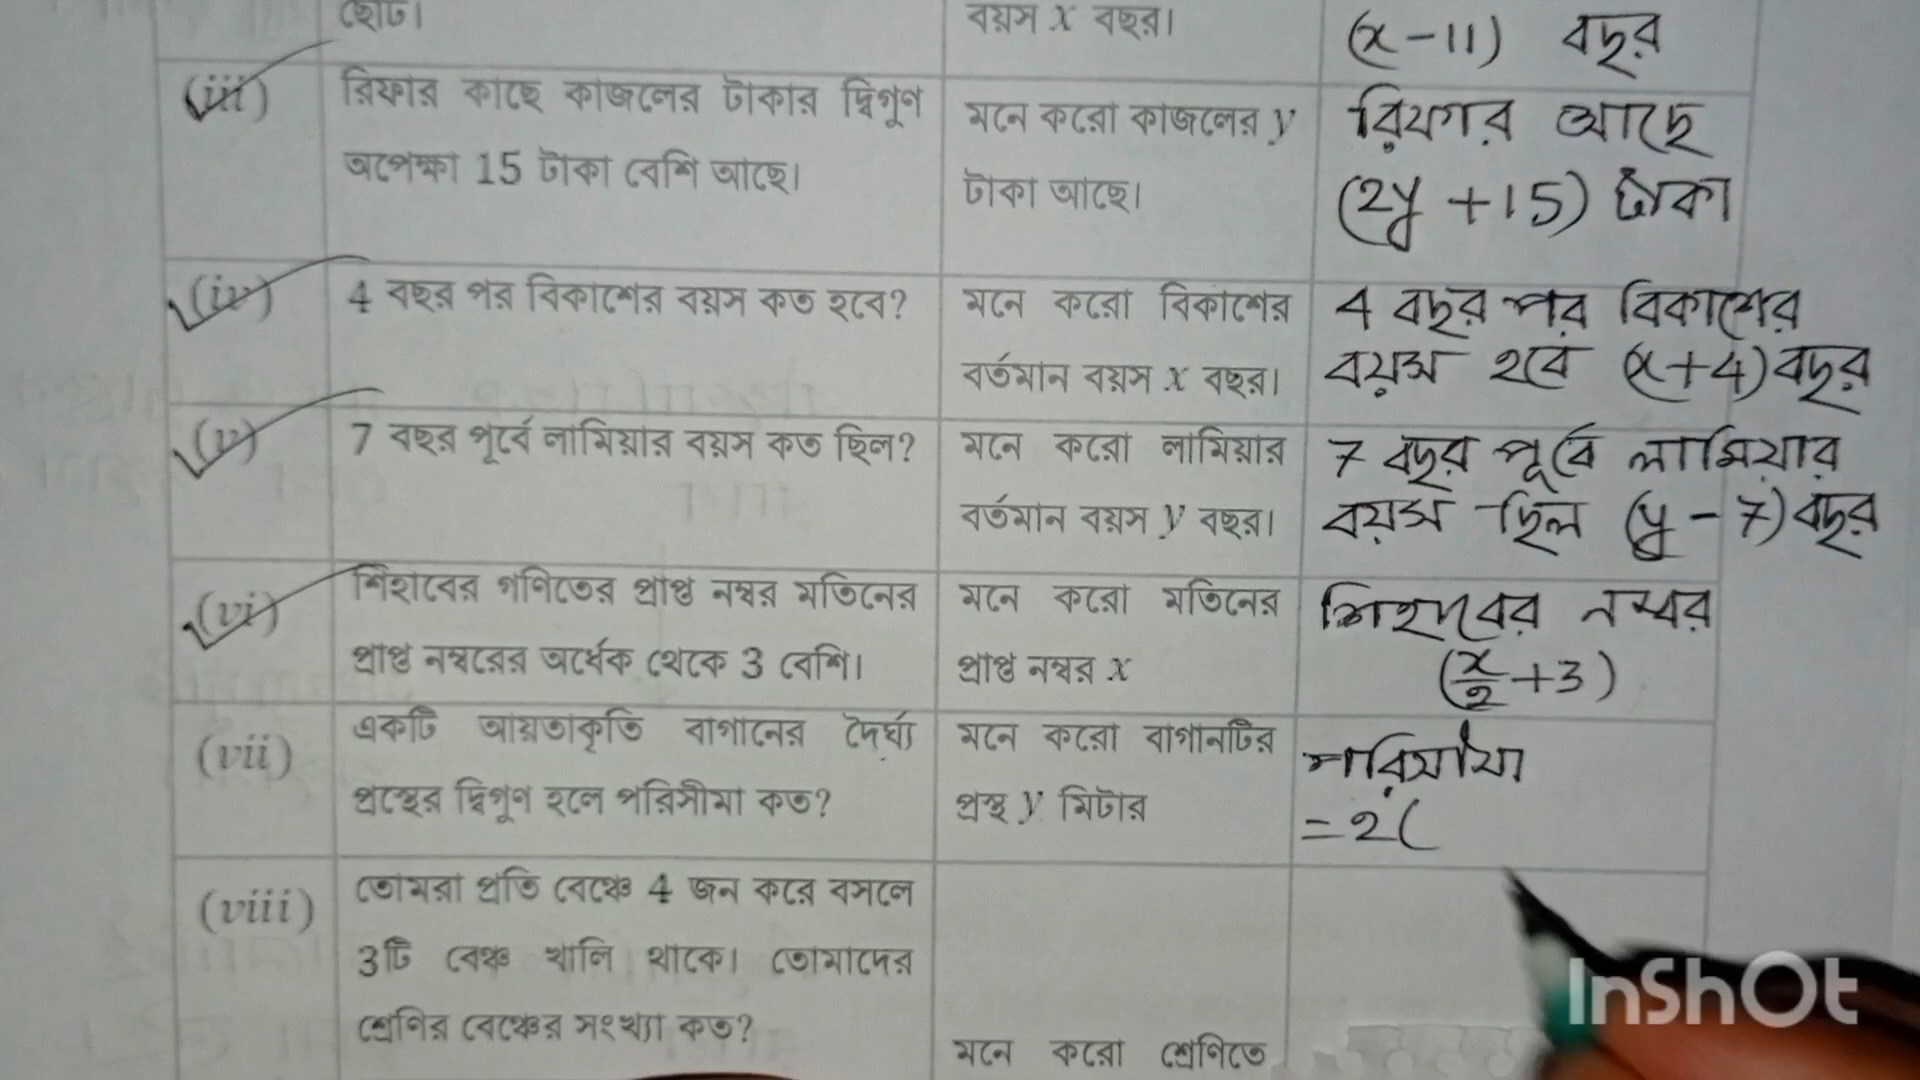 ছোট।
বয়স x বছর।
(x-11) বছর
(iii)
রিফার কাছে কাজলের টাকার দ্বিগুণ
অপেক্ষা 15 টাকা বেশি আছে।
মনে করো কাজলের y
টাকা আছে।
রিফার আছে
(2y +15) টাকা
(iv)
4 বছর পর বিকাশের বয়স কত হবে?
মনে করো বিকাশের
বর্তমান বয়স x বছর।
4 বছর পর বিকাশের
বয়স হবে (x+4) বছর
(v)
7 বছর পূর্বে লামিয়ার বয়স কত ছিল?
মনে করো লামিয়ার
বর্তমান বয়স y বছর।
7 বছর পূর্বে লামিয়ার
বয়স ছিল (y - 7) বছর
(vi)
শিহাবের গণিতের প্রাপ্ত নম্বর মতিনের
প্রাপ্ত নম্বরের অর্ধেক থেকে 3 বেশি।
মনে করো মতিনের
প্রাপ্ত নম্বর x
শিহাবের নম্বর
(x/2 +3)
(vii)
একটি আয়তাকৃতি বাগানের দৈর্ঘ্য
প্রস্থের দ্বিগুণ হলে পরিসীমা কত?
মনে করো বাগানটির
প্রস্থ y মিটার
পরিসীমা
=2(
(viii)
তোমরা প্রতি বেঞ্চে 4 জন করে বসলে
3টি বেঞ্চ খালি থাকে। তোমাদের
শ্রেণির বেঞ্চের সংখ্যা কত?
মনে করো শ্রেণিতে
InShOt